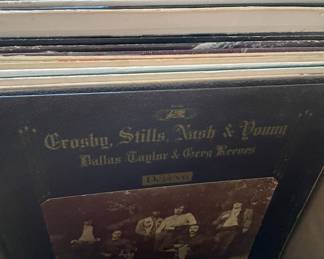 Crosby, Stills, Nash & Young
Dallas Taylor & Greg Reeves